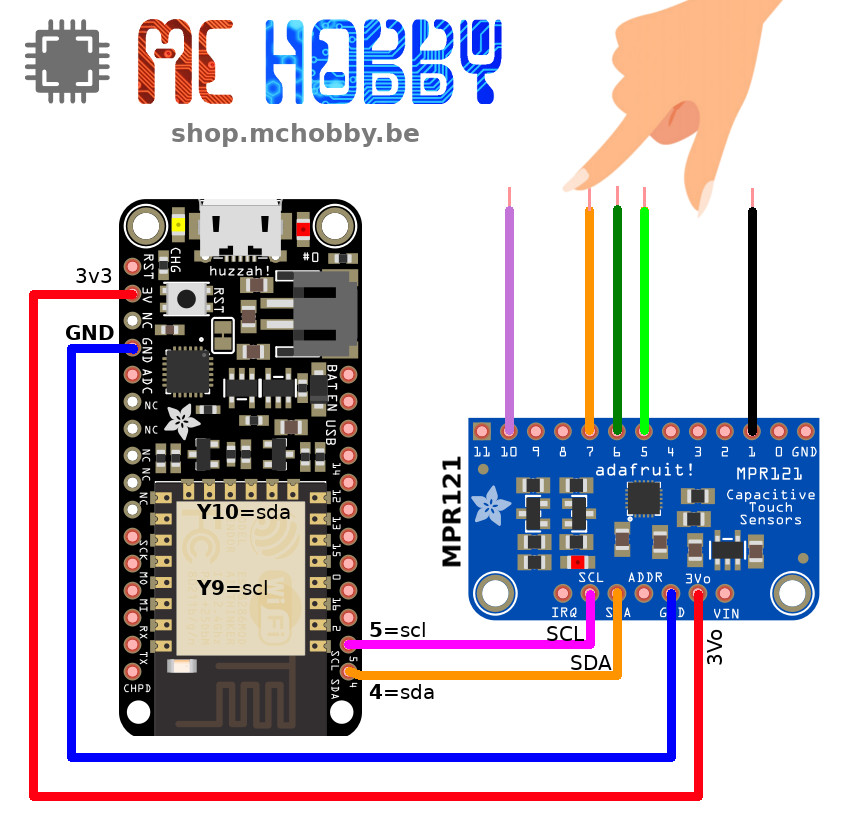 MC HOBBY
shop.mchobby.be
3v3
GND
RST
3V
NC
GND
ADC
NC
NC
NC
NC
NC
SCK
MO
MI
RX
TX
CHPD
CHG
huzzah!
#0
RST
BAT
EN
USB
14
12
13
15
0
16
2
5
SCL
4
SDA
Y10=sda
Y9=scl
5=scl
4=sda
MPR121
11 10 9 8 7 6 5 4 3 2 1 0 GND
adafruit!
MPR121
Capacitive
Touch
Sensors
SCL ADDR 3Vo
IRQ SDA GND VIN
SCL
SDA
3Vo